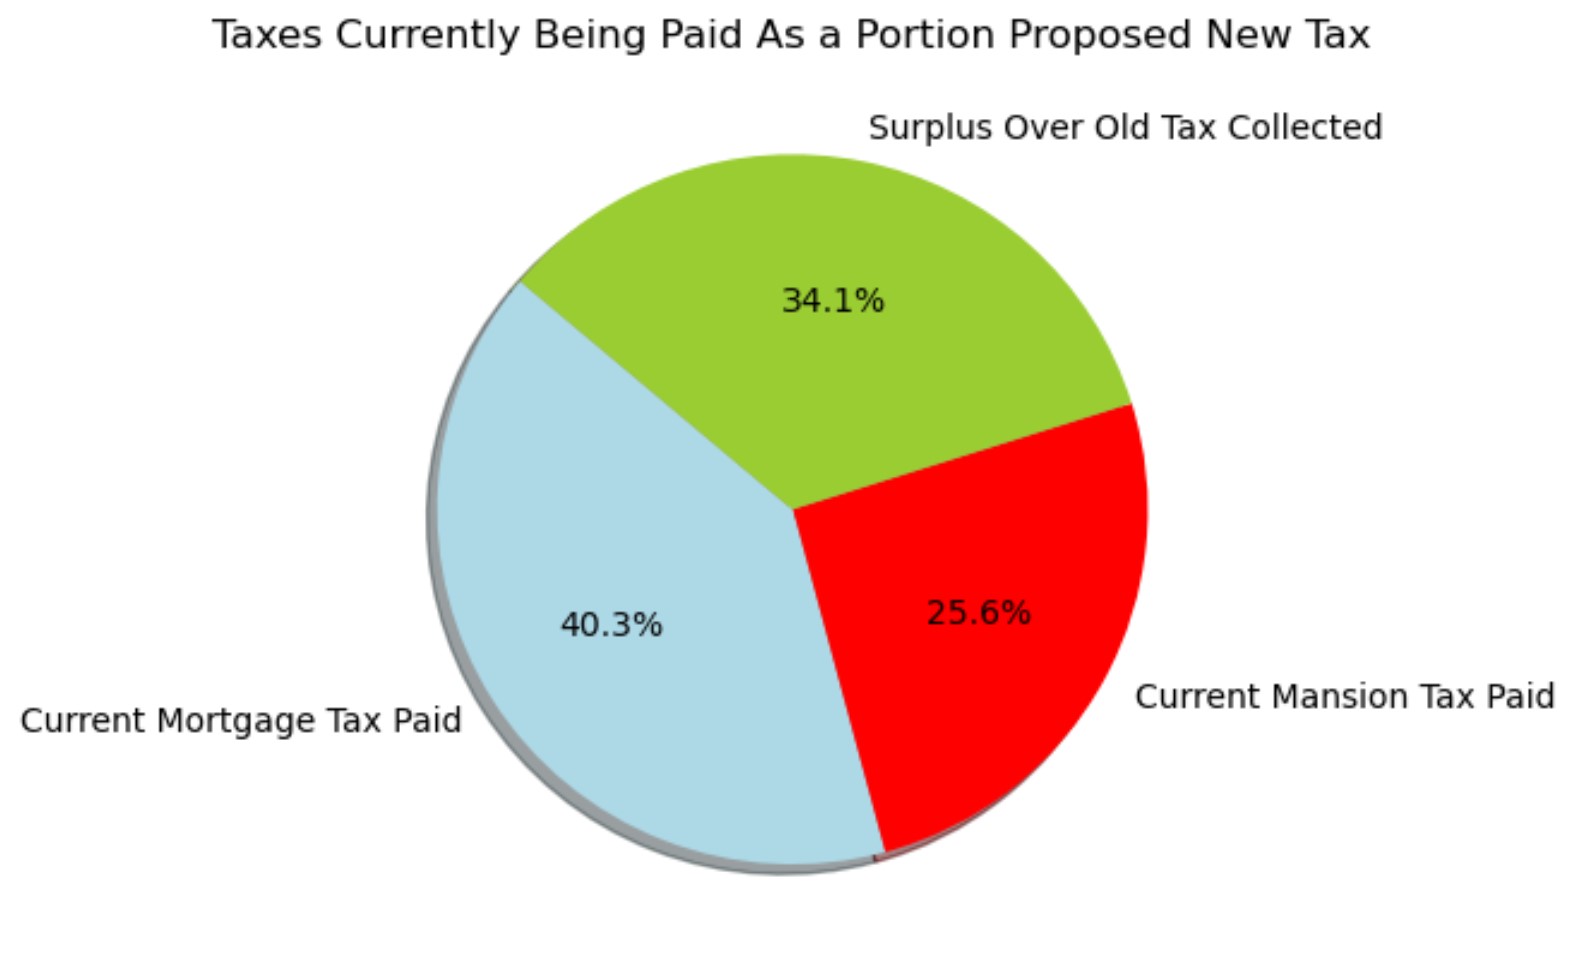 Taxes Currently Being Paid As a Portion Proposed New Tax
Surplus Over Old Tax Collected
34.1%
40.3%
25.6%
Current Mansion Tax Paid
Current Mortgage Tax Paid